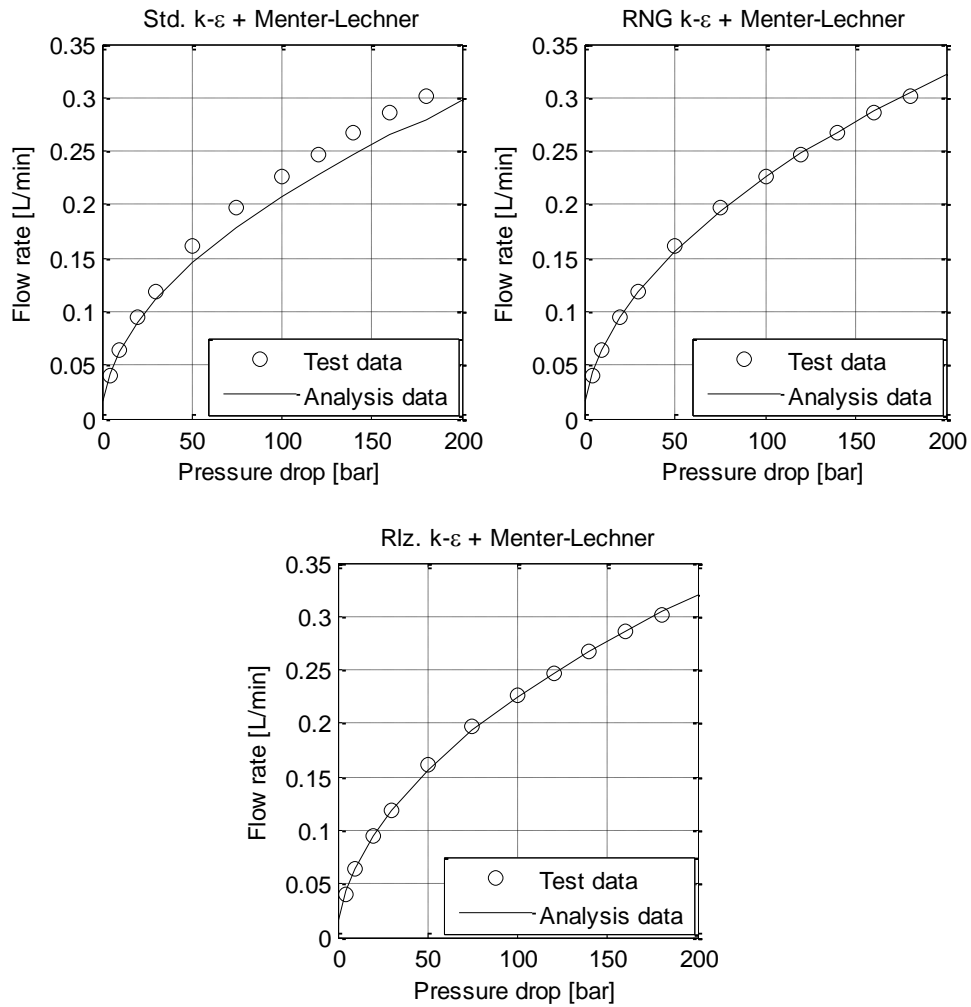 Std. k-ε + Menter-Lechner
0.35
0.3
0.25
0.2
0.15
0.1
0.05
0
Flow rate [L/min]
Test data
Analysis data
0 50 100 150 200
Pressure drop [bar]
RNG k-ε + Menter-Lechner
0.35
0.3
0.25
0.2
0.15
0.1
0.05
0
Flow rate [L/min]
Test data
Analysis data
0 50 100 150 200
Pressure drop [bar]
Rlz. k-ε + Menter-Lechner
0.35
0.3
0.25
0.2
0.15
0.1
0.05
0
Flow rate [L/min]
Test data
Analysis data
0 50 100 150 200
Pressure drop [bar]